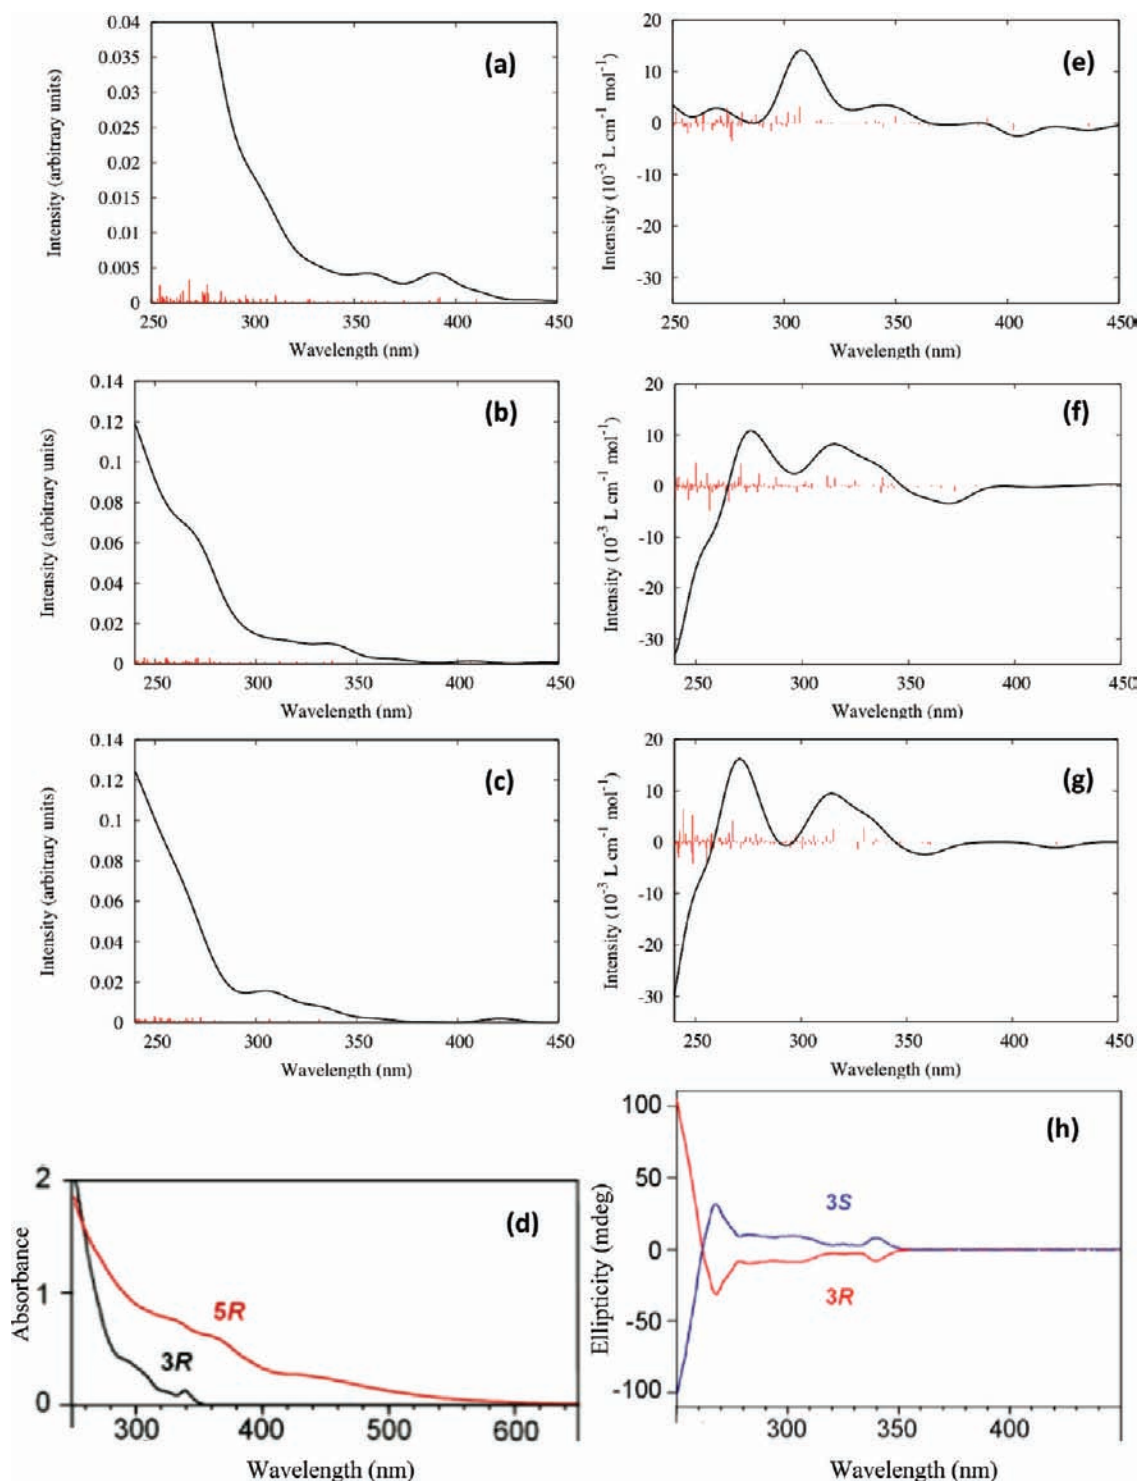 0.04
0.035
0.03
0.025
0.02
0.015
0.01
0.005
0
Intensity (arbitrary units)
(a)
250 300 350 400 450
Wavelength (nm)
20
10
0
-10
-20
-30
Intensity (10⁻³ L cm⁻¹ mol⁻¹)
(e)
250 300 350 400 450
Wavelength (nm)
0.14
0.12
0.1
0.08
0.06
0.04
0.02
0
Intensity (arbitrary units)
(b)
250 300 350 400 450
Wavelength (nm)
20
10
0
-10
-20
-30
Intensity (10⁻³ L cm⁻¹ mol⁻¹)
(f)
250 300 350 400 450
Wavelength (nm)
0.14
0.12
0.1
0.08
0.06
0.04
0.02
0
Intensity (arbitrary units)
(c)
250 300 350 400 450
Wavelength (nm)
20
10
0
-10
-20
-30
Intensity (10⁻³ L cm⁻¹ mol⁻¹)
(g)
250 300 350 400 450
Wavelength (nm)
2
1
0
Absorbance
(d)
5R
3R
300 400 500 600
Wavelength (nm)
100
50
0
-50
-100
Ellipticity (mdeg)
(h)
3S
3R
300 350 400
Wavelength (nm)